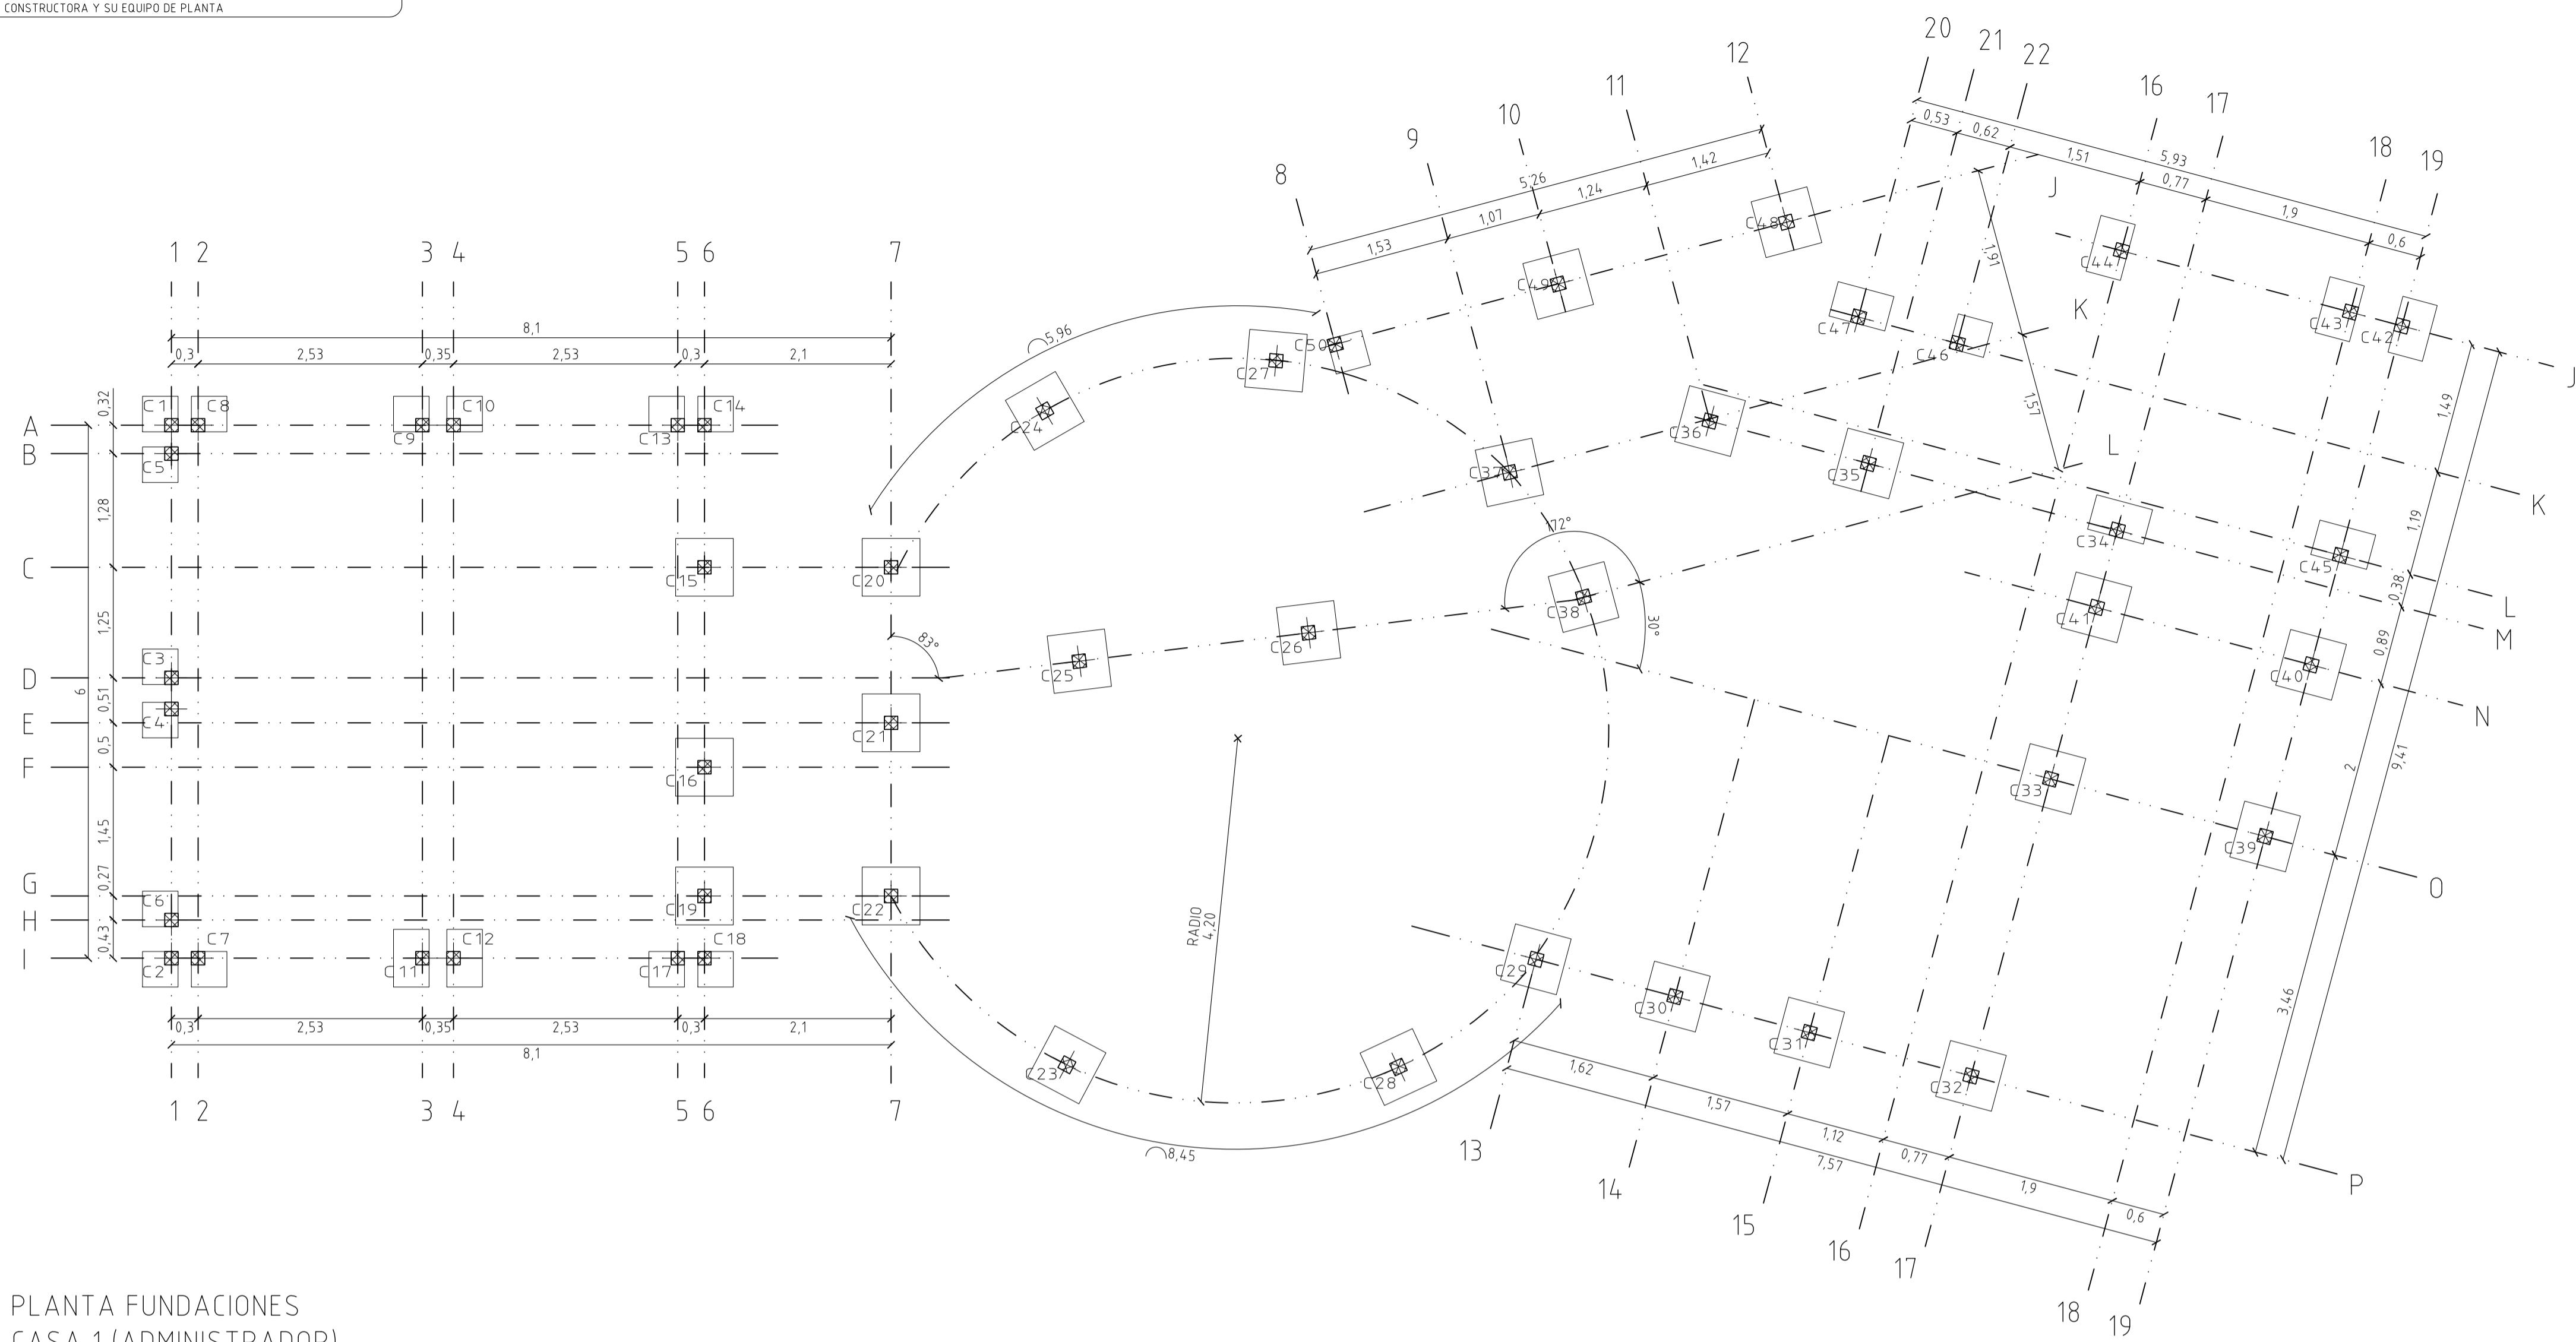 CONSTRUCTORA Y SU EQUIPO DE PLANTA
20
21
22
12
16
11
17
10
9
18
19
8
0,53
0,62
1,51
5,93
0,77
1,9
0,6
1,42
5,26
1,24
1,07
1,53
J
1,91
K
1,57
L
1 2 3 4 5 6 7
8,1
0,3 2,53 0,35 2,53 0,3 2,1
5,96
A
B
C
D
E
F
G
H
I
0,32
1,28
1,25
0,51
0,5
1,45
0,27
0,43
6
C1 C8 C10 C14
C9 C13
C5
C15 C20
C3
C4 C21
C16
C6 C19 C22
C7 C12 C18
C2 C11 C17
C48
C44
C49
C43
C42
C47
C46
C50
C27
C24
C36
C35
C37
C34
C45
C38
C41
C26
C25
C40
C33
C39
C29
C30
C31
C32
C23
C28
172°
30°
83°
RADIO
4,20
J
K
L
M
N
O
P
1,49
1,19
0,38
0,89
2
9,41
3,46
0,3 2,53 0,35 2,53 0,3 2,1
8,1
1 2 3 4 5 6 7
8,45
1,62
1,57
1,12
0,77
7,57
1,9
0,6
13
14
15
16
17
18
19
PLANTA FUNDACIONES
CASA 1 (ADMINISTRADOR)